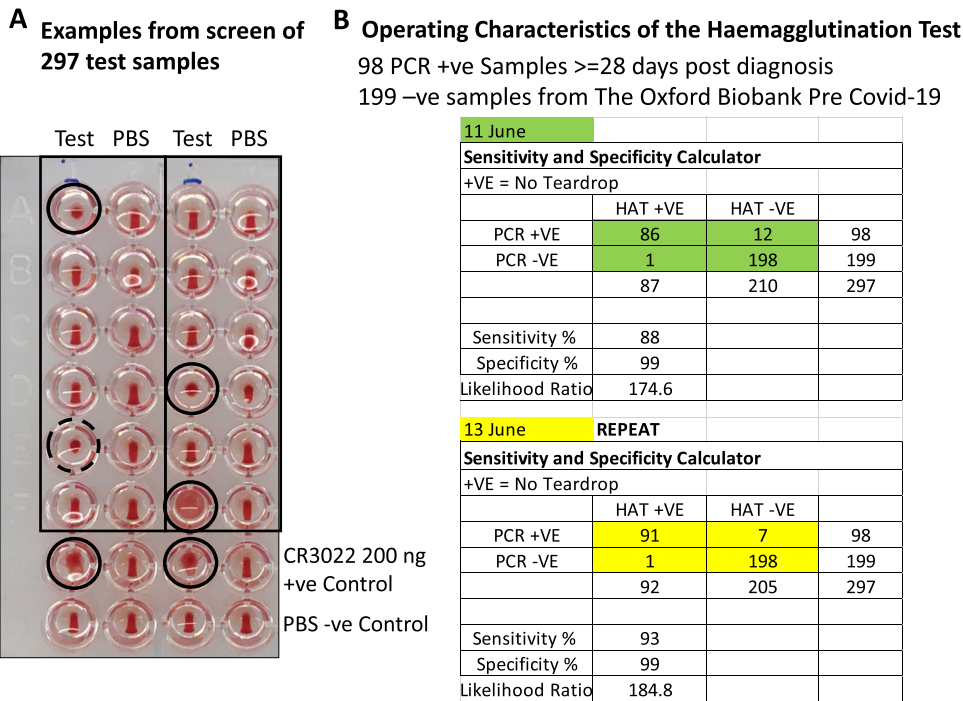 A Examples from screen of
297 test samples
Test PBS Test PBS
A
B
C
D
E
F
CR3022 200 ng
+ve Control
PBS -ve Control
B Operating Characteristics of the Haemagglutination Test
98 PCR +ve Samples >=28 days post diagnosis
199 –ve samples from The Oxford Biobank Pre Covid-19
11 June
Sensitivity and Specificity Calculator
+VE = No Teardrop
HAT +VE HAT -VE
PCR +VE 86 12 98
PCR -VE 1 198 199
87 210 297
Sensitivity % 88
Specificity % 99
Likelihood Ratio 174.6
13 June REPEAT
Sensitivity and Specificity Calculator
+VE = No Teardrop
HAT +VE HAT -VE
PCR +VE 91 7 98
PCR -VE 1 198 199
92 205 297
Sensitivity % 93
Specificity % 99
Likelihood Ratio 184.8